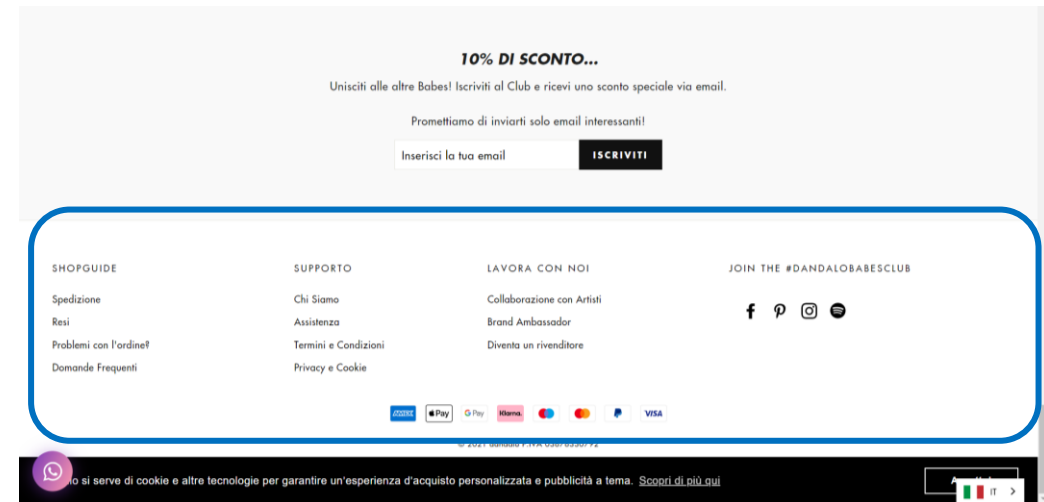 10% DI SCONTO...
Unisciti alle altre Babes! Iscriviti al Club e ricevi uno sconto speciale via email.
Promettiamo di inviarti solo email interessanti!
Inserisci la tua email
ISCRIVITI
SHOPGUIDE
Spedizione
Resi
Problemi con l'ordine?
Domande Frequenti
SUPPORTO
Chi Siamo
Assistenza
Termini e Condizioni
Privacy e Cookie
LAVORA CON NOI
Collaborazione con Artisti
Brand Ambassador
Diventa un rivenditore
JOIN THE #DANDALOBABESCLUB
Pay
G Pay
Klarna.
VISA
si serve di cookie e altre tecnologie per garantire un'esperienza d'acquisto personalizzata e pubblicità a tema. Scopri di più qui
IT